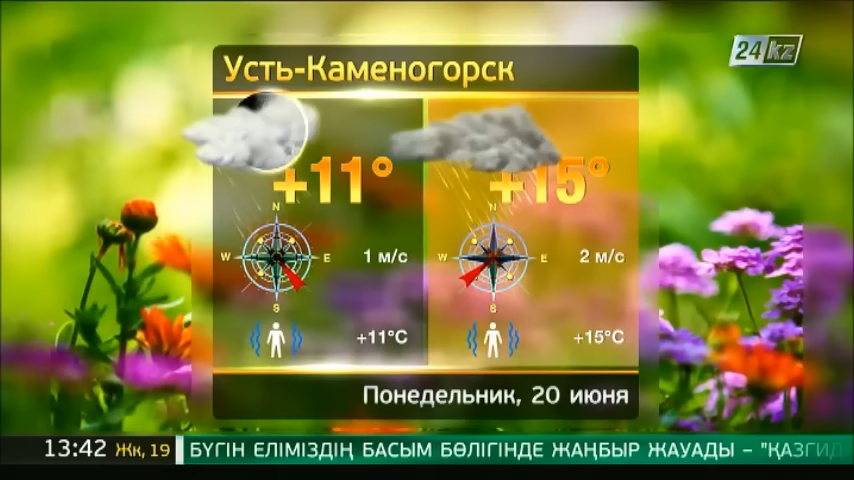 24kz
Усть-Каменогорск
+11° +15°
N N
W E W E
1 м/с 2 м/с
S S
+11°C +15°C
Понедельник, 20 июня
13:42 Жк, 19 БҮГІН ЕЛІМІЗДІҢ БАСЫМ БӨЛІГІНДЕ ЖАҢБЫР ЖАУАДЫ – "ҚАЗГИД